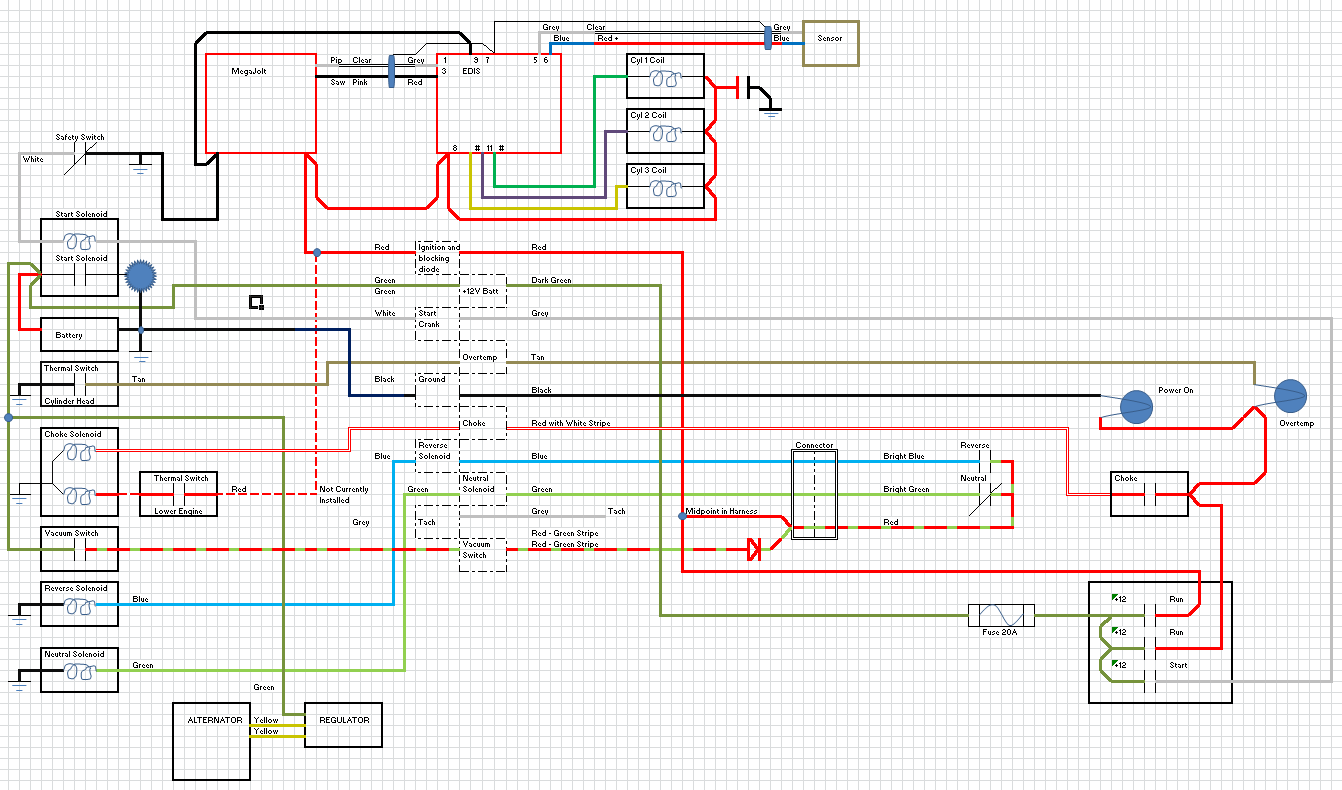 Grey Clear Grey
Blue Red + Blue
Sensor
Pip Clear Grey 1 9 7 5 6
MegaJolt 3 EDIS
Saw Pink Red
Cyl 1 Coil
Cyl 2 Coil
Cyl 3 Coil
8 # 11 #
Safety Switch
White
Start Solenoid
Start Solenoid
Battery
Red Ignition and Red
blocking
diode
Green Dark Green
Green +12V Batt
White Start Grey
Crank
Overtemp Tan
Thermal Switch
Tan
Cylinder Head
Black Ground Black
Power On
Overtemp
Choke Red with White Stripe
Choke Solenoid
Blue Reverse Blue
Solenoid
Connector
Bright Blue
Reverse
Thermal Switch
Red
Lower Engine
Not Currently
Installed
Green Neutral Green
Solenoid
Bright Green
Neutral
Choke
Grey Tach Grey Tach
Midpoint in Harness
Red
Vacuum Switch
Red - Green Stripe
Vacuum Red - Green Stripe
Switch
Reverse Solenoid
Blue
Fuse 20A
+12 Run
+12 Run
+12 Start
Neutral Solenoid
Green
Green
ALTERNATOR Yellow REGULATOR
Yellow